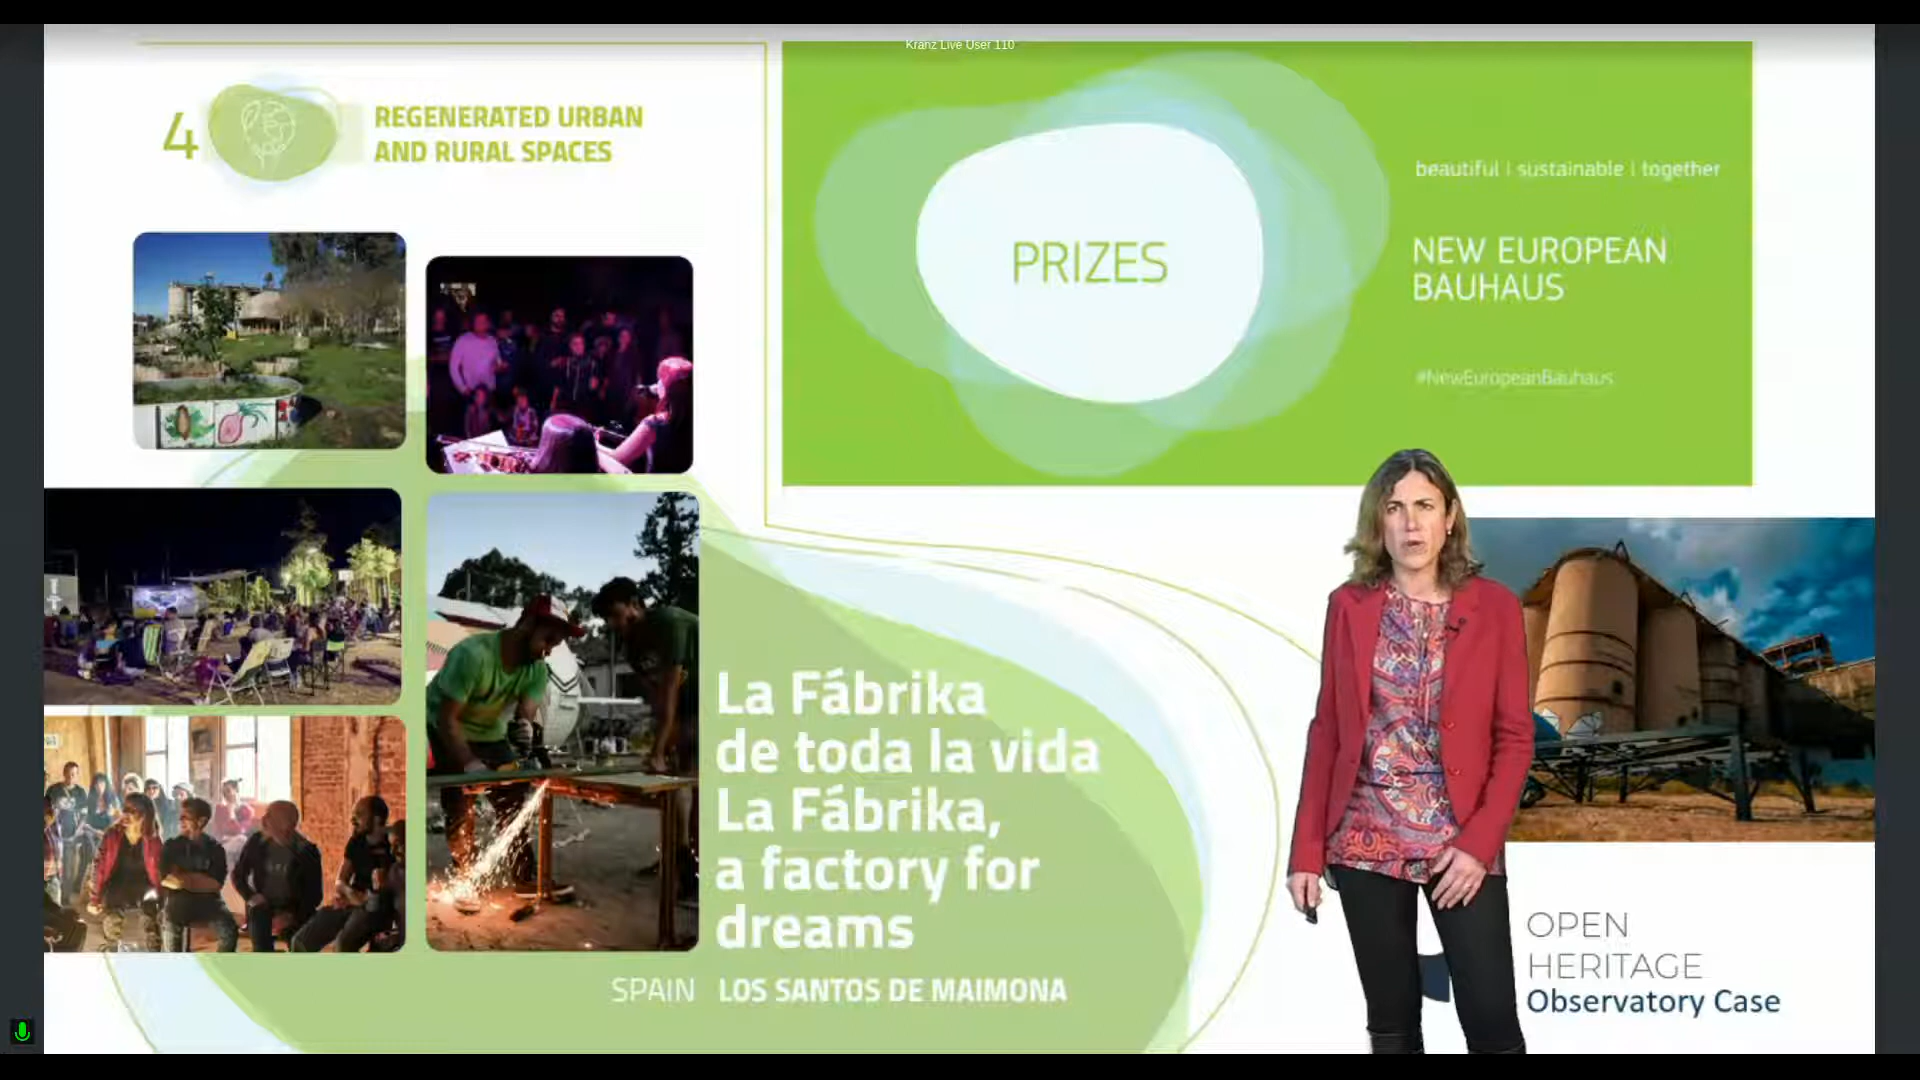 Kranz Live User 110
4
REGENERATED URBAN
AND RURAL SPACES
PRIZES
beautiful | sustainable | together
NEW EUROPEAN
BAUHAUS
#NewEuropeanBauhaus
La Fábrika
de toda la vida
La Fábrika,
a factory for
dreams
SPAIN LOS SANTOS DE MAIMONA
OPEN
HERITAGE
Observatory Case